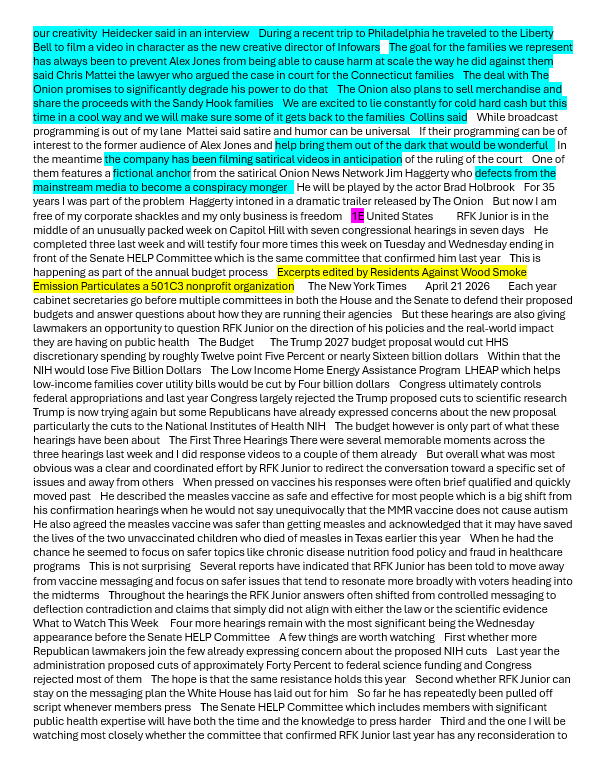 our creativity  Heidecker said in an interview   During a recent trip to Philadelphia he traveled to the Liberty
Bell to film a video in character as the new creative director of Infowars   The goal for the families we represent
has always been to prevent Alex Jones from being able to cause harm at scale the way he did against them
said Chris Mattei the lawyer who argued the case in court for the Connecticut families   The deal with The
Onion promises to significantly degrade his power to do that   The Onion also plans to sell merchandise and
share the proceeds with the Sandy Hook families   We are excited to lie constantly for cold hard cash but this
time in a cool way and we will make sure some of it gets back to the families  Collins said   While broadcast
programming is out of my lane  Mattei said satire and humor can be universal   If their programming can be of
interest to the former audience of Alex Jones and help bring them out of the dark that would be wonderful   In
the meantime the company has been filming satirical videos in anticipation of the ruling of the court   One of
them features a fictional anchor from the satirical Onion News Network Jim Haggerty who defects from the
mainstream media to become a conspiracy monger   He will be played by the actor Brad Holbrook   For 35
years I was part of the problem  Haggerty intoned in a dramatic trailer released by The Onion   But now I am
free of my corporate shackles and my only business is freedom   1E United States      RFK Junior is in the
middle of an unusually packed week on Capitol Hill with seven congressional hearings in seven days   He
completed three last week and will testify four more times this week on Tuesday and Wednesday ending in
front of the Senate HELP Committee which is the same committee that confirmed him last year   This is
happening as part of the annual budget process   Excerpts edited by Residents Against Wood Smoke
Emission Particulates a 501C3 nonprofit organization    The New York Times      April 21 2026      Each year
cabinet secretaries go before multiple committees in both the House and the Senate to defend their proposed
budgets and answer questions about how they are running their agencies   But these hearings are also giving
lawmakers an opportunity to question RFK Junior on the direction of his policies and the real-world impact
they are having on public health   The Budget     The Trump 2027 budget proposal would cut HHS
discretionary spending by roughly Twelve point Five Percent or nearly Sixteen billion dollars   Within that the
NIH would lose Five Billion Dollars   The Low Income Home Energy Assistance Program  LHEAP which helps
low-income families cover utility bills would be cut by Four billion dollars   Congress ultimately controls
federal appropriations and last year Congress largely rejected the Trump proposed cuts to scientific research
Trump is now trying again but some Republicans have already expressed concerns about the new proposal
particularly the cuts to the National Institutes of Health NIH   The budget however is only part of what these
hearings have been about   The First Three Hearings There were several memorable moments across the
three hearings last week and I did response videos to a couple of them already   But overall what was most
obvious was a clear and coordinated effort by RFK Junior to redirect the conversation toward a specific set of
issues and away from others   When pressed on vaccines his responses were often brief qualified and quickly
moved past   He described the measles vaccine as safe and effective for most people which is a big shift from
his confirmation hearings when he would not say unequivocally that the MMR vaccine does not cause autism
He also agreed the measles vaccine was safer than getting measles and acknowledged that it may have saved
the lives of the two unvaccinated children who died of measles in Texas earlier this year   When he had the
chance he seemed to focus on safer topics like chronic disease nutrition food policy and fraud in healthcare
programs   This is not surprising   Several reports have indicated that RFK Junior has been told to move away
from vaccine messaging and focus on safer issues that tend to resonate more broadly with voters heading into
the midterms   Throughout the hearings the RFK Junior answers often shifted from controlled messaging to
deflection contradiction and claims that simply did not align with either the law or the scientific evidence
What to Watch This Week    Four more hearings remain with the most significant being the Wednesday
appearance before the Senate HELP Committee   A few things are worth watching   First whether more
Republican lawmakers join the few already expressing concern about the proposed NIH cuts   Last year the
administration proposed cuts of approximately Forty Percent to federal science funding and Congress
rejected most of them   The hope is that the same resistance holds this year   Second whether RFK Junior can
stay on the messaging plan the White House has laid out for him   So far he has repeatedly been pulled off
script whenever members press   The Senate HELP Committee which includes members with significant
public health expertise will have both the time and the knowledge to press harder   Third and the one I will be
watching most closely whether the committee that confirmed RFK Junior last year has any reconsideration to